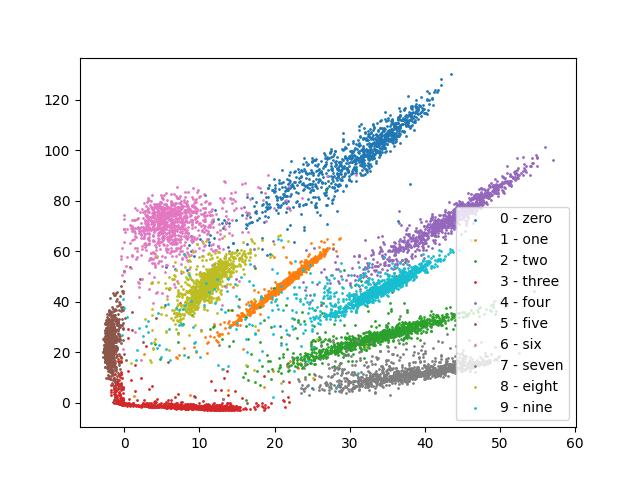 120
100
80
60
40
20
0
0 10 20 30 40 50 60
0 - zero
1 - one
2 - two
3 - three
4 - four
5 - five
6 - six
7 - seven
8 - eight
9 - nine